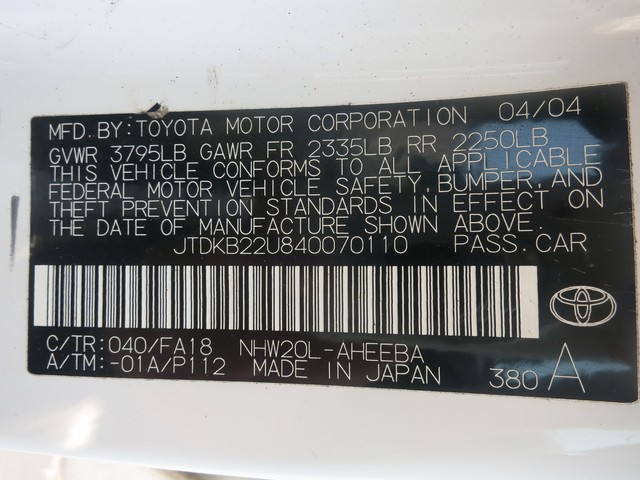 MFD. BY: TOYOTA MOTOR CORPORATION 04/04
GVWR 3795LB GAWR FR 2335LB RR 2250LB
THIS VEHICLE CONFORMS TO ALL APPLICABLE
FEDERAL MOTOR VEHICLE SAFETY, BUMPER, AND
THEFT PREVENTION STANDARDS IN EFFECT ON
THE DATE OF MANUFACTURE SHOWN ABOVE.
JTDKB22U840070110 PASS. CAR
C/TR: 040/FA18 NHW20L-AHEEBA
A/TM: -01A/P112 MADE IN JAPAN 380 A